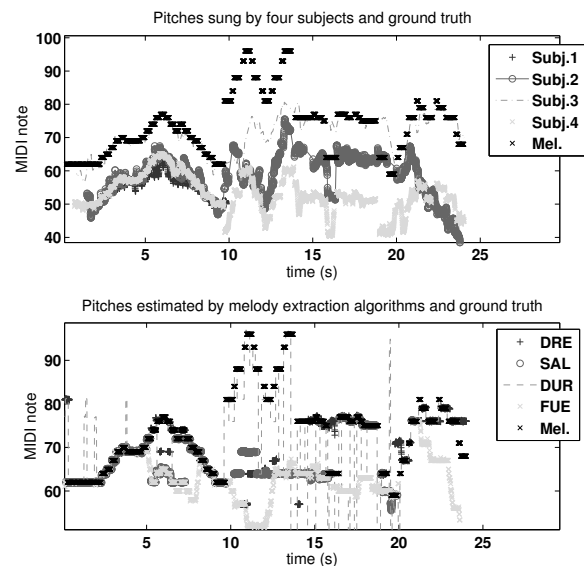 Pitches sung by four subjects and ground truth
100
90
80
70
60
50
40
MIDI note
5
10
15
20
25
30
time (s)
Subj.1
Subj.2
Subj.3
Subj.4
Mel.
Pitches estimated by melody extraction algorithms and ground truth
90
80
70
60
MIDI note
5
10
15
20
25
30
time (s)
DRE
SAL
DUR
FUE
Mel.